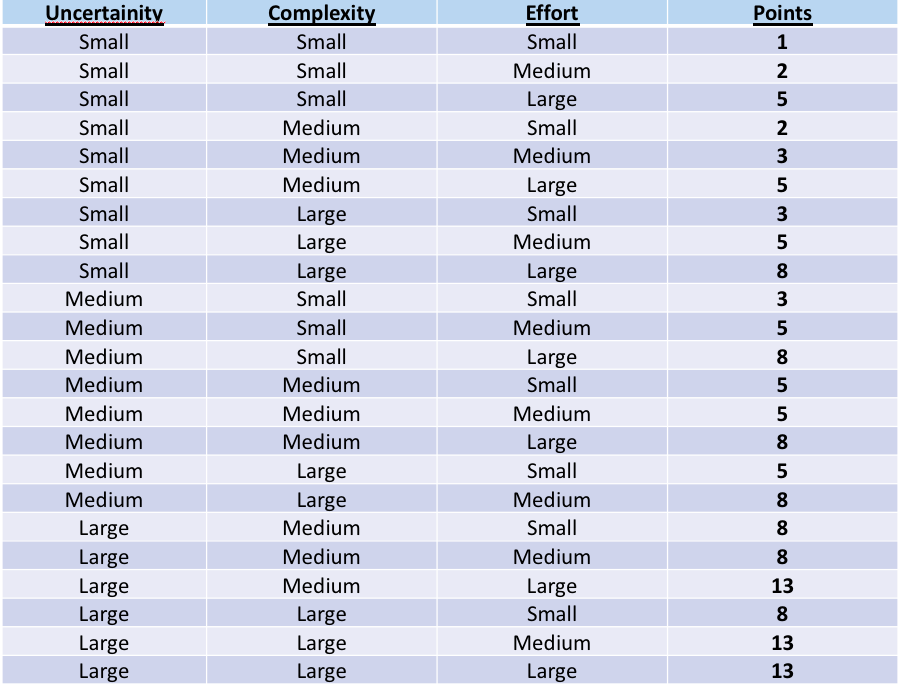 Uncertainity Complexity Effort Points
Small Small Small 1
Small Small Medium 2
Small Small Large 5
Small Medium Small 2
Small Medium Medium 3
Small Medium Large 5
Small Large Small 3
Small Large Medium 5
Small Large Large 8
Medium Small Small 3
Medium Small Medium 5
Medium Small Large 8
Medium Medium Small 5
Medium Medium Medium 5
Medium Medium Large 8
Medium Large Small 5
Medium Large Medium 8
Large Medium Small 8
Large Medium Medium 8
Large Medium Large 13
Large Large Small 8
Large Large Medium 13
Large Large Large 13